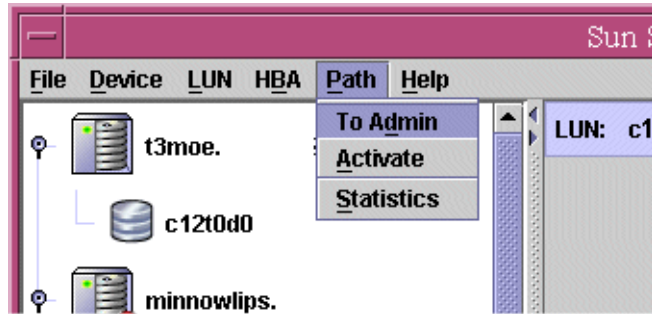 Sun
File Device LUN HBA Path Help
To Admin
Activate
Statistics
t3moe.
LUN: c1
c12t0d0
minnowlips.